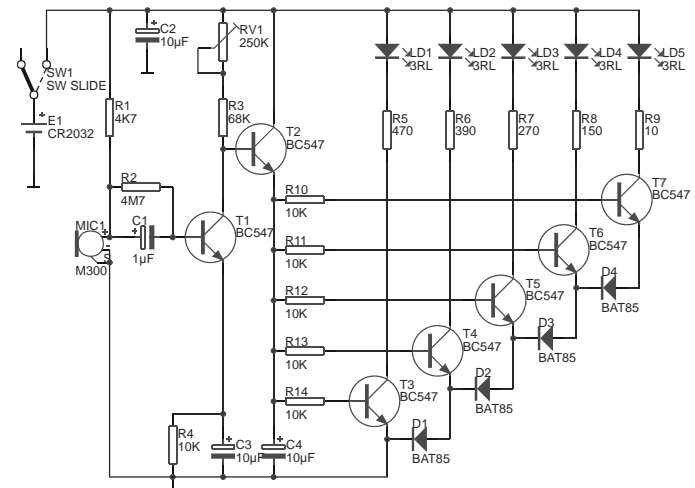 C2
10µF
RV1
250K
LD1
3RL
LD2
3RL
LD3
3RL
LD4
3RL
LD5
3RL
SW1
SW SLIDE
R1
4K7
E1
CR2032
R3
68K
T2
BC547
R5
470
R6
390
R7
270
R8
150
R9
10
R2
4M7
R10
10K
T7
BC547
MIC1
M300
C1
1µF
T1
BC547
R11
10K
T6
BC547
D4
BAT85
R12
10K
T5
BC547
D3
BAT85
R13
10K
T4
BC547
D2
BAT85
R14
10K
T3
BC547
D1
BAT85
R4
10K
C3
10µF
C4
10µF